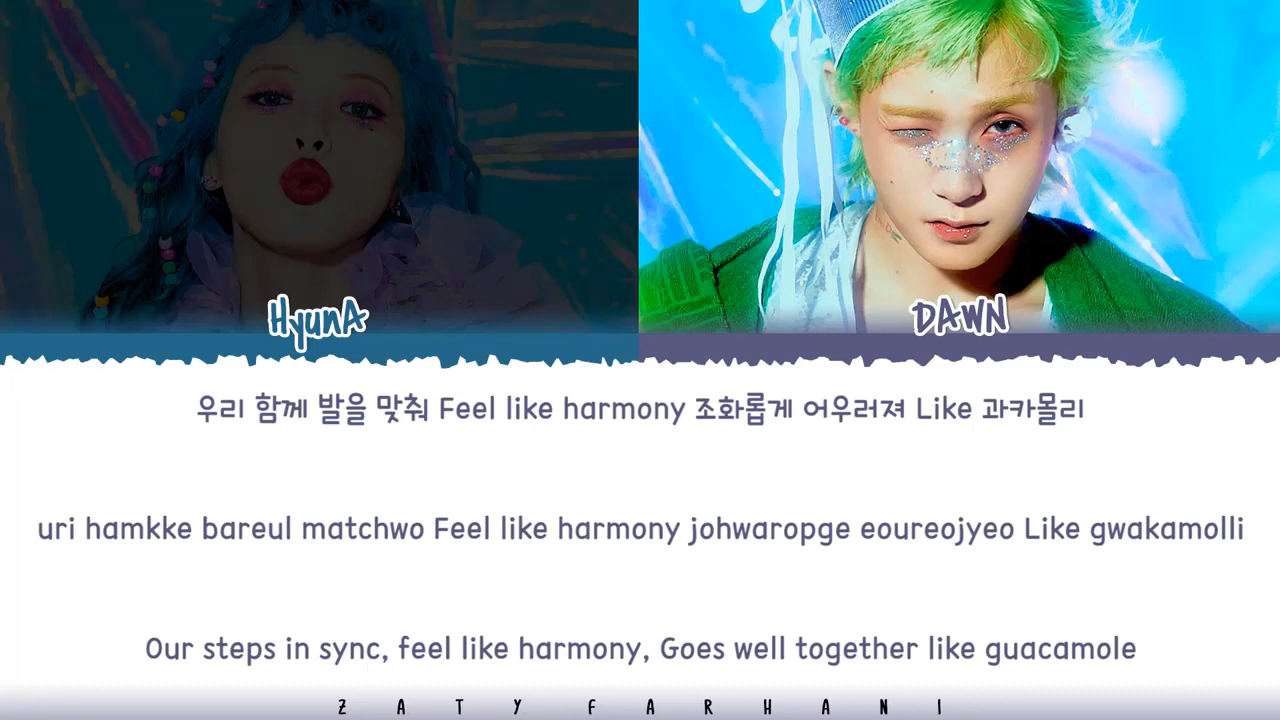 HyunA
DAWN
우리 함께 발을 맞춰 Feel like harmony 조화롭게 어우러져 Like 과카몰리
uri hamkke bareul matchwo Feel like harmony johwaropge eoureojyeo Like gwakamolli
Our steps in sync, feel like harmony, Goes well together like guacamole
ZATY FARHANI